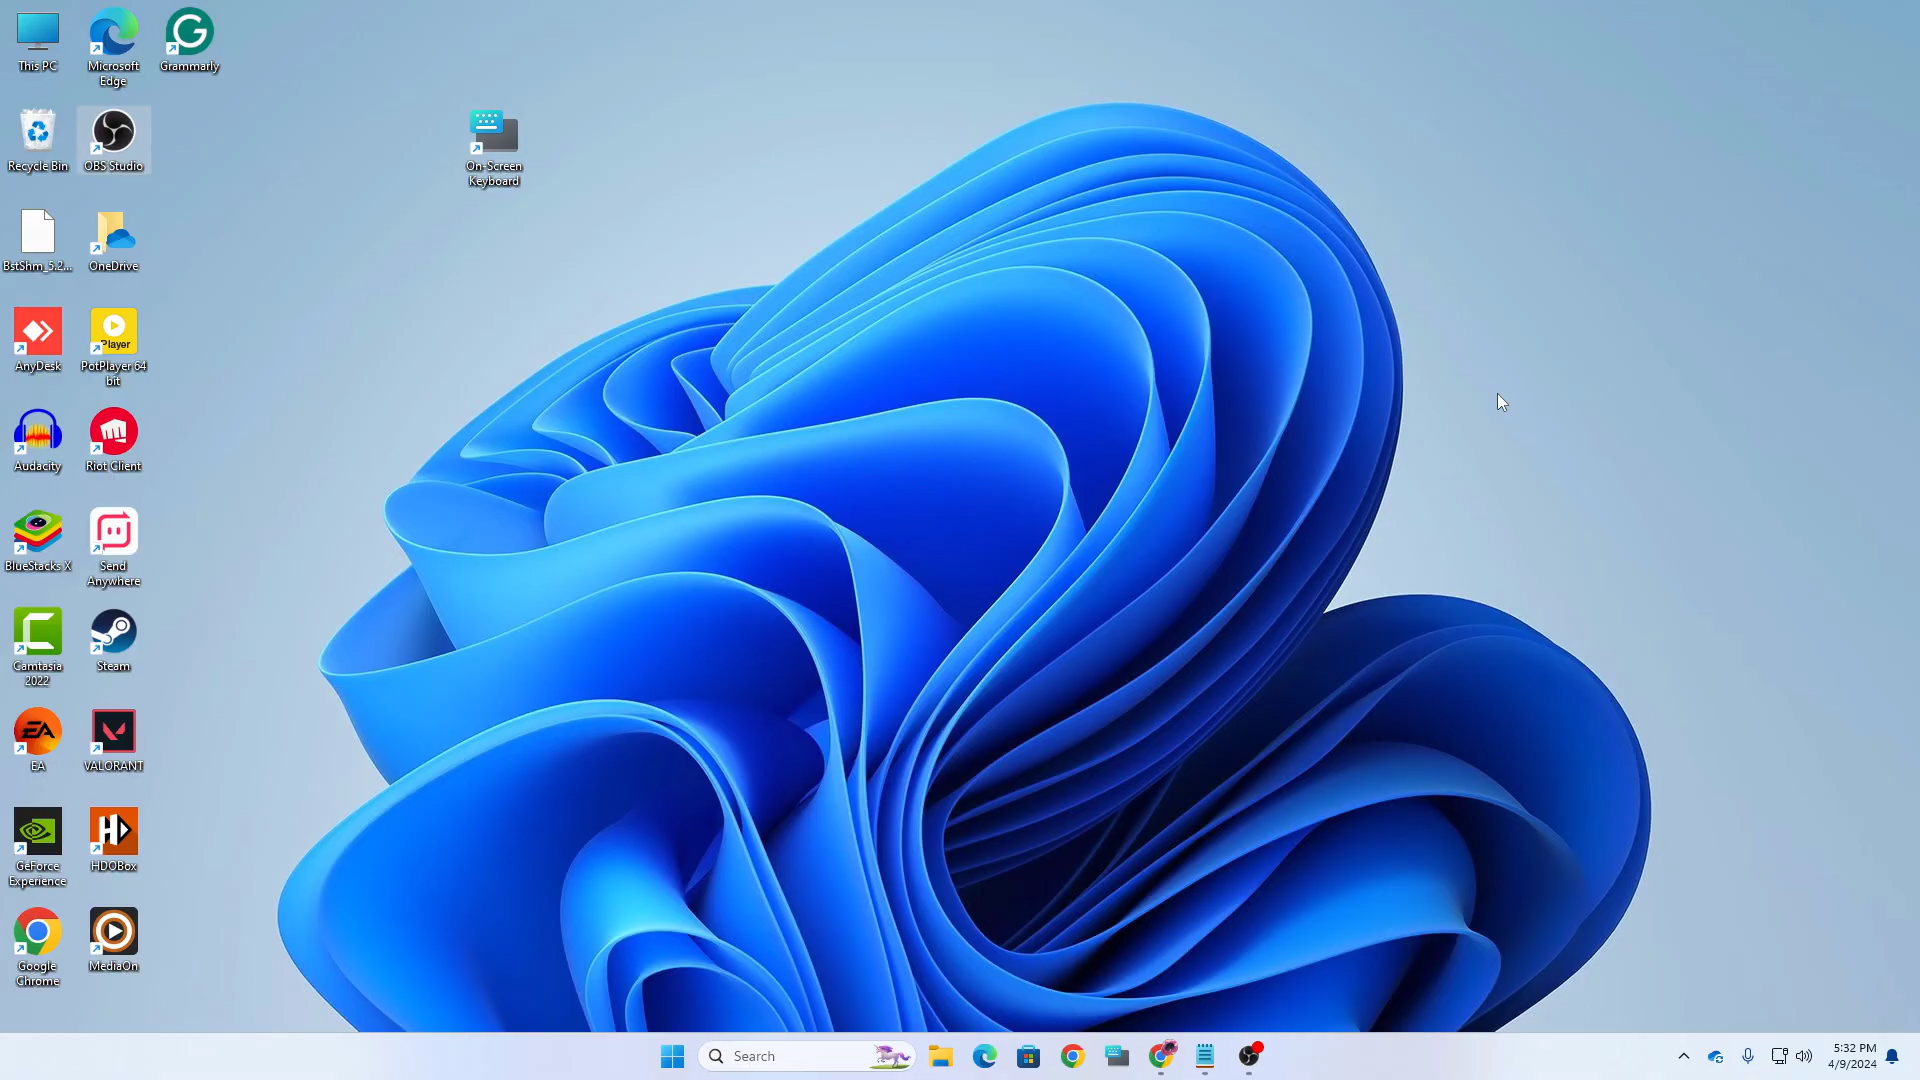 This PC
Microsoft
Edge
Grammarly
Recycle Bin
OBS Studio
On-Screen
Keyboard
BstShm_5.2...
OneDrive
AnyDesk
Player
PotPlayer 64
bit
Audacity
Riot Client
BlueStacks X
Send
Anywhere
Camtasia
2022
Steam
EA
EA
VALORANT
GeForce
Experience
HDOBox
Google
Chrome
MediaOn
Search
5:32 PM
4/9/2024